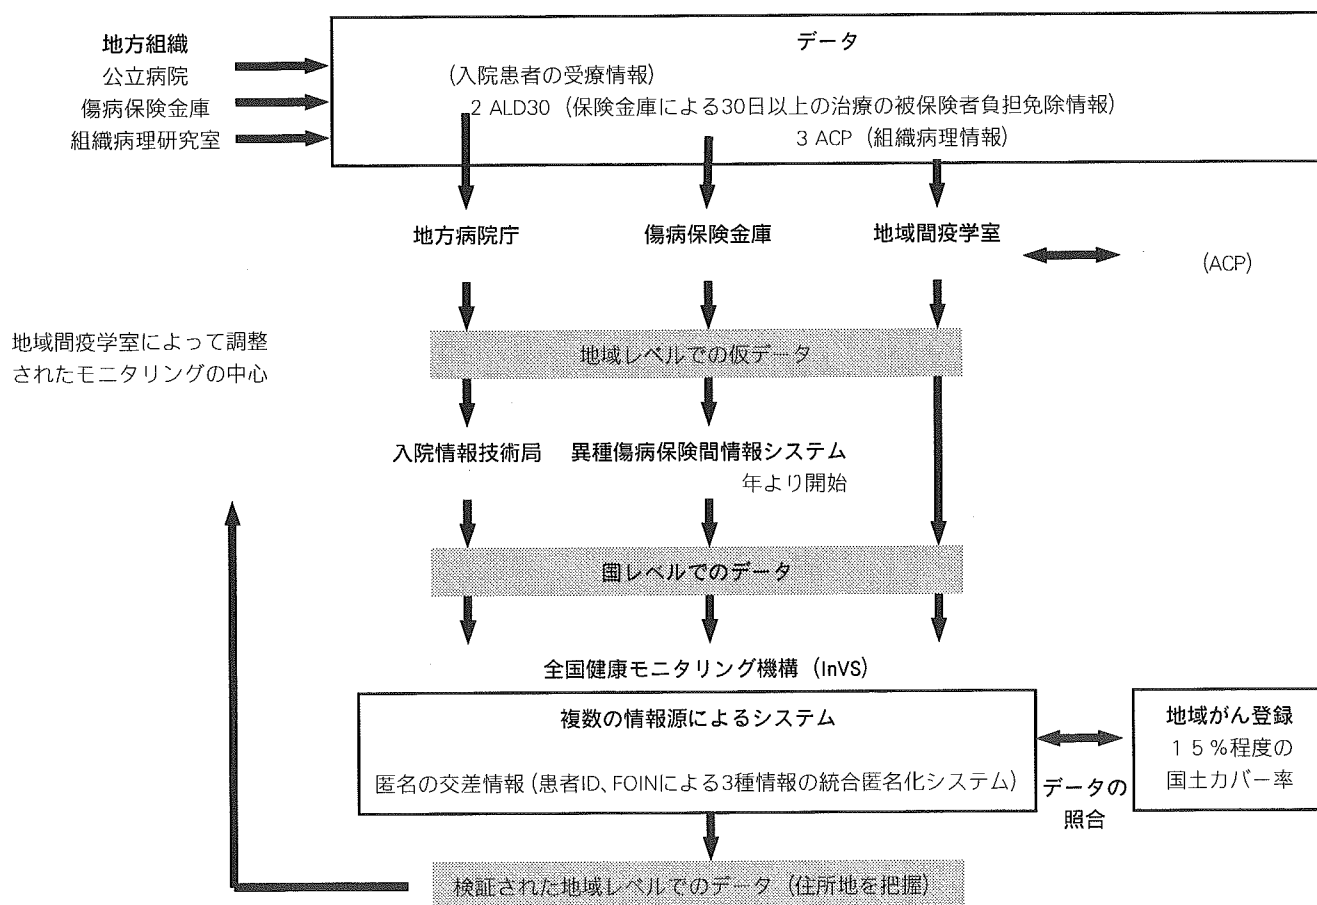 地方組織
公立病院
傷病保険金庫
組織病理研究室
データ
(入院患者の受療情報)
2 ALD30 (保険金庫による30日以上の治療の被保険者負担免除情報)
3 ACP (組織病理情報)
地方病院庁
傷病保険金庫
地域間疫学室
(ACP)
地域レベルでの仮データ
地域間疫学室によって調整
されたモニタリングの中心
入院情報技術局
異種傷病保険間情報システム
年より開始
国レベルでのデータ
全国健康モニタリング機構 (InVS)
複数の情報源によるシステム
匿名の交差情報 (患者ID、FOINによる3種情報の統合匿名化システム)
データの
照合
地域がん登録
15%程度の
国土カバー率
検証された地域レベルでのデータ (住所地を把握)